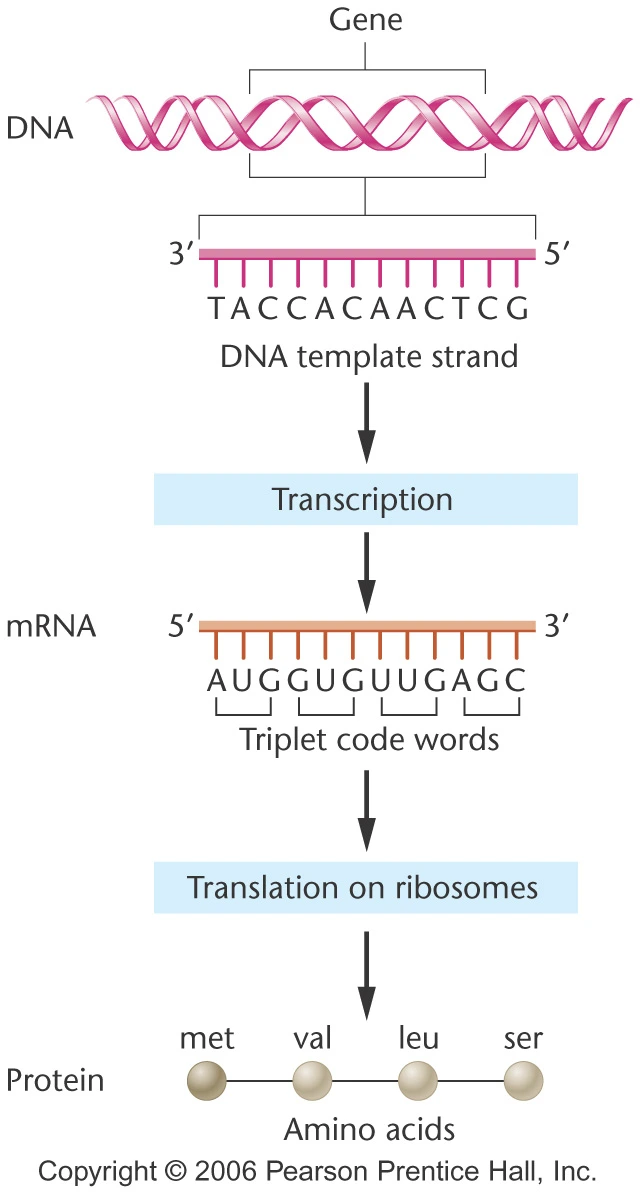 Gene
DNA
3′ 5′
TACCACAACTCG
DNA template strand
Transcription
mRNA 5′ 3′
AUGGUGUUGAGC
Triplet code words
Translation on ribosomes
met val leu ser
Protein
Amino acids
Copyright © 2006 Pearson Prentice Hall, Inc.